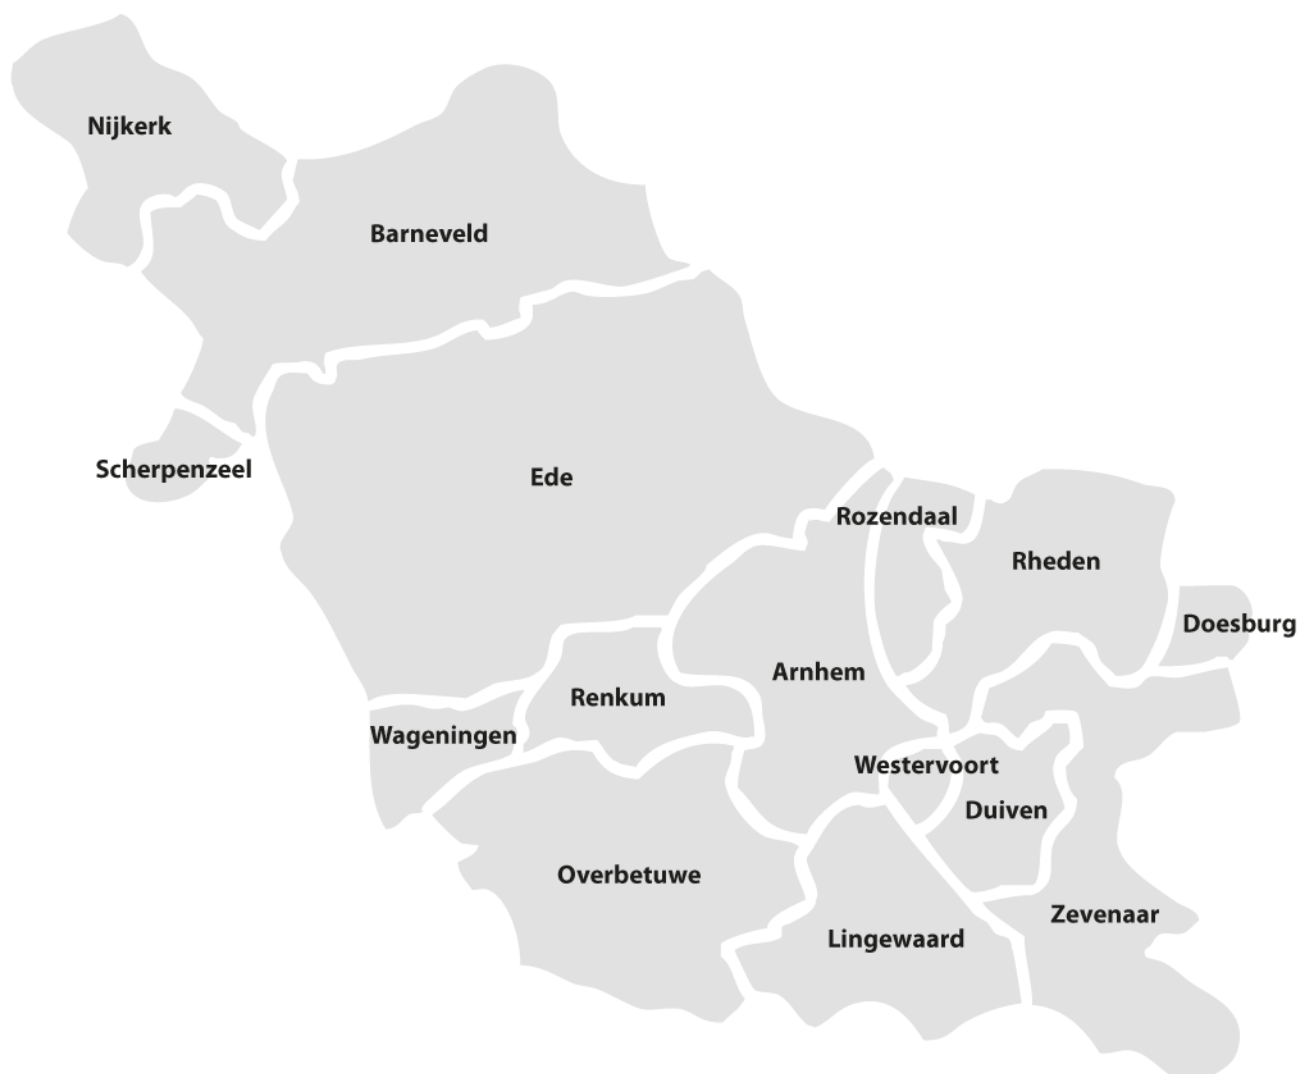 Nijkerk
Barneveld
Scherpenzeel
Ede
Rozendaal
Rheden
Doesburg
Arnhem
Renkum
Wageningen
Westervoort
Duiven
Overbetuwe
Zevenaar
Lingewaard